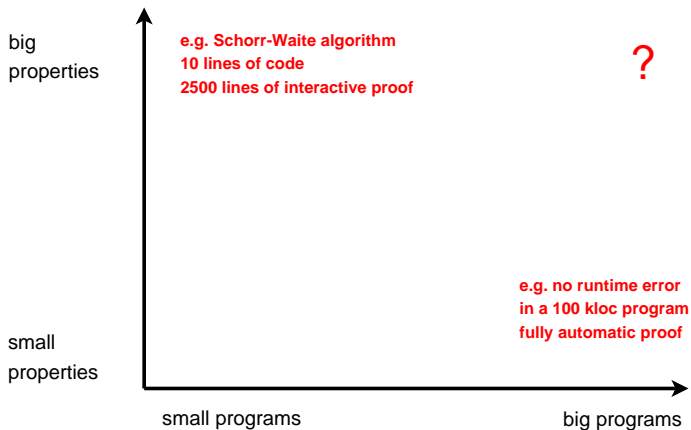 big
properties
e.g. Schorr-Waite algorithm
10 lines of code
2500 lines of interactive proof
?
e.g. no runtime error
in a 100 kloc program
fully automatic proof
small
properties
small programs
big programs